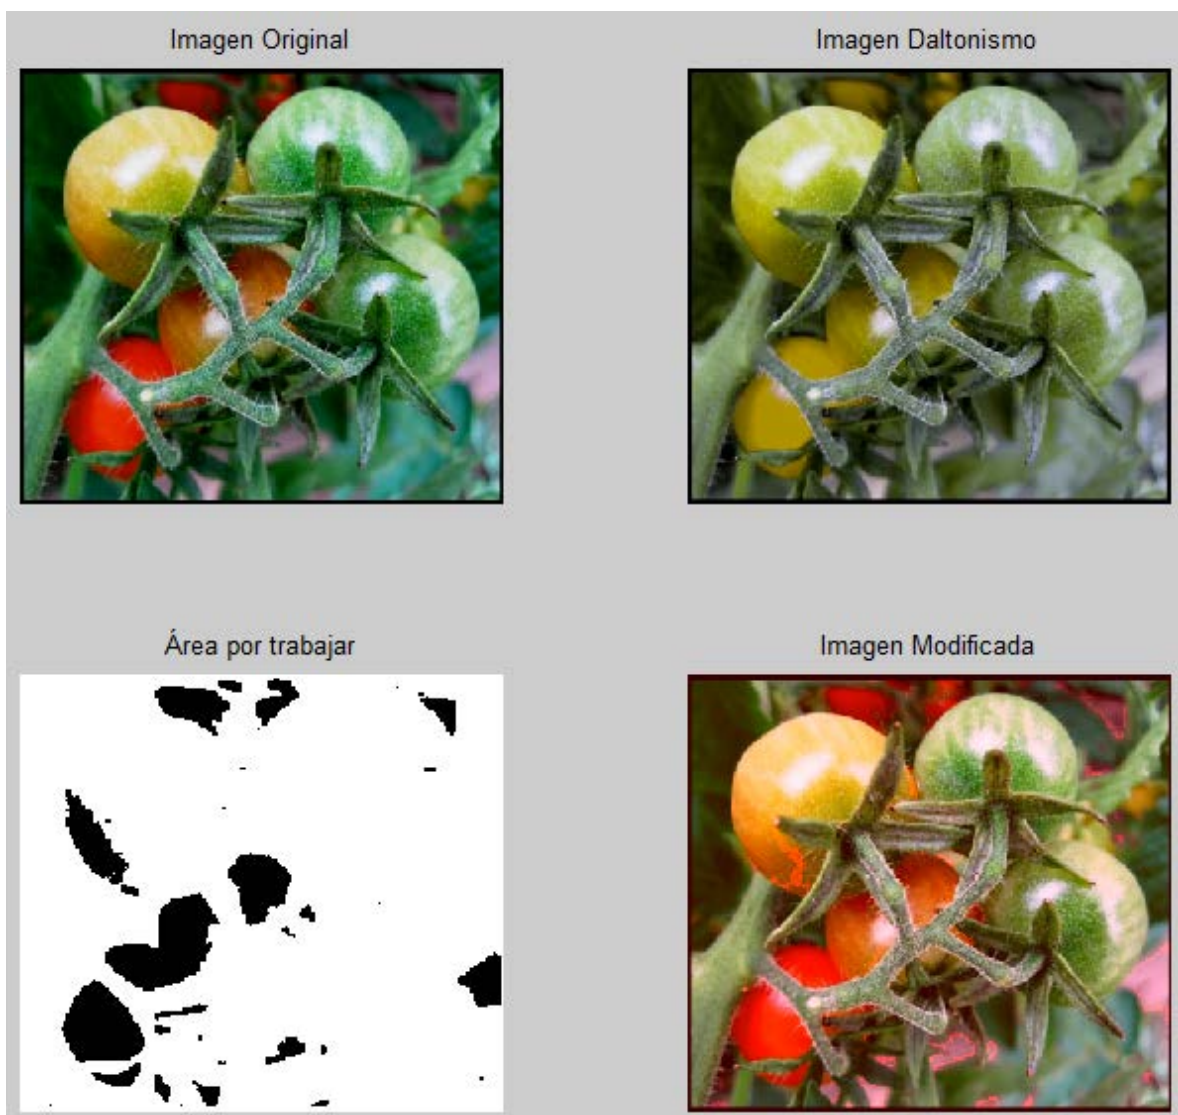 Imagen Original
Imagen Daltonismo
Área por trabajar
Imagen Modificada